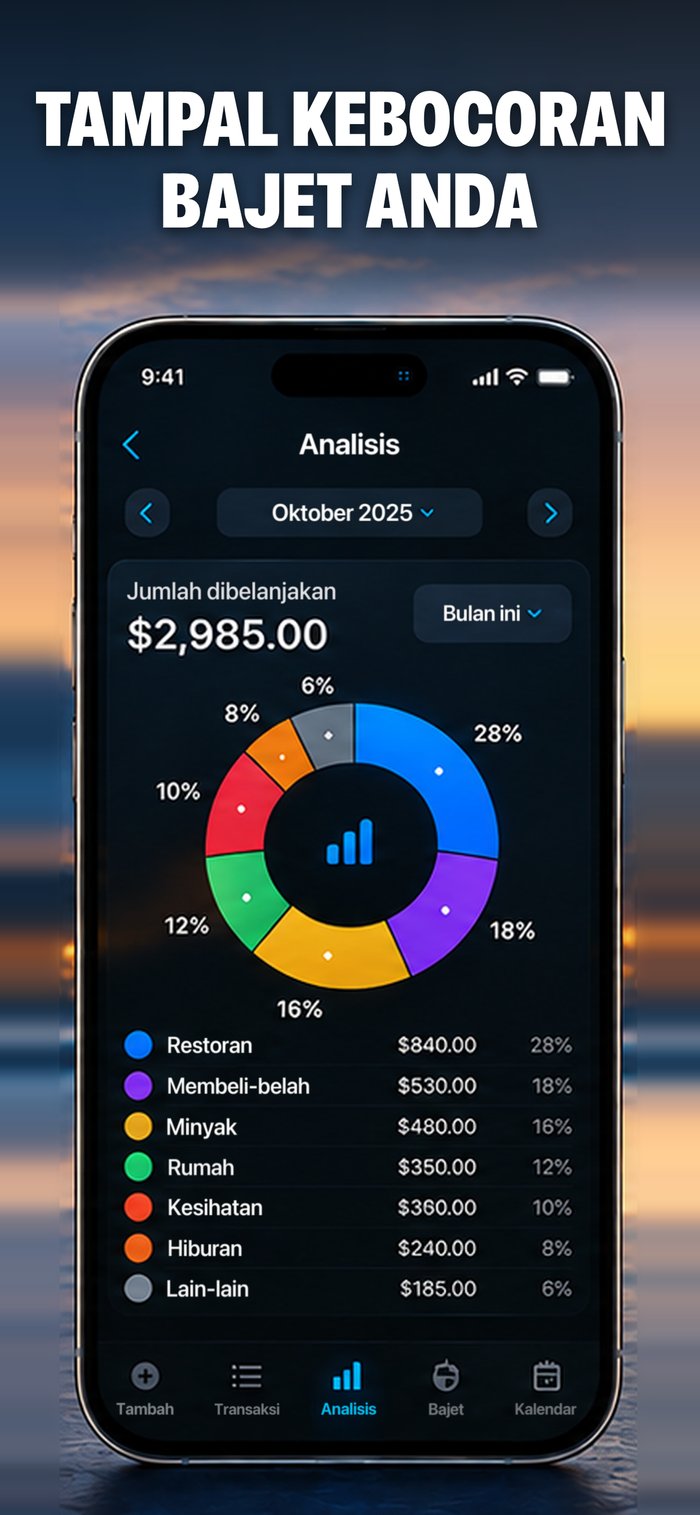 TAMPAL KEBOCORAN
BAJET ANDA
9:41
Analisis
Oktober 2025
Jumlah dibelanjakan
$2,985.00
Bulan ini
6%
8%
28%
10%
12%
18%
16%
Restoran $840.00 28%
Membeli-belah $530.00 18%
Minyak $480.00 16%
Rumah $350.00 12%
Kesihatan $360.00 10%
Hiburan $240.00 8%
Lain-lain $185.00 6%
Tambah Transaksi Analisis Bajet Kalendar